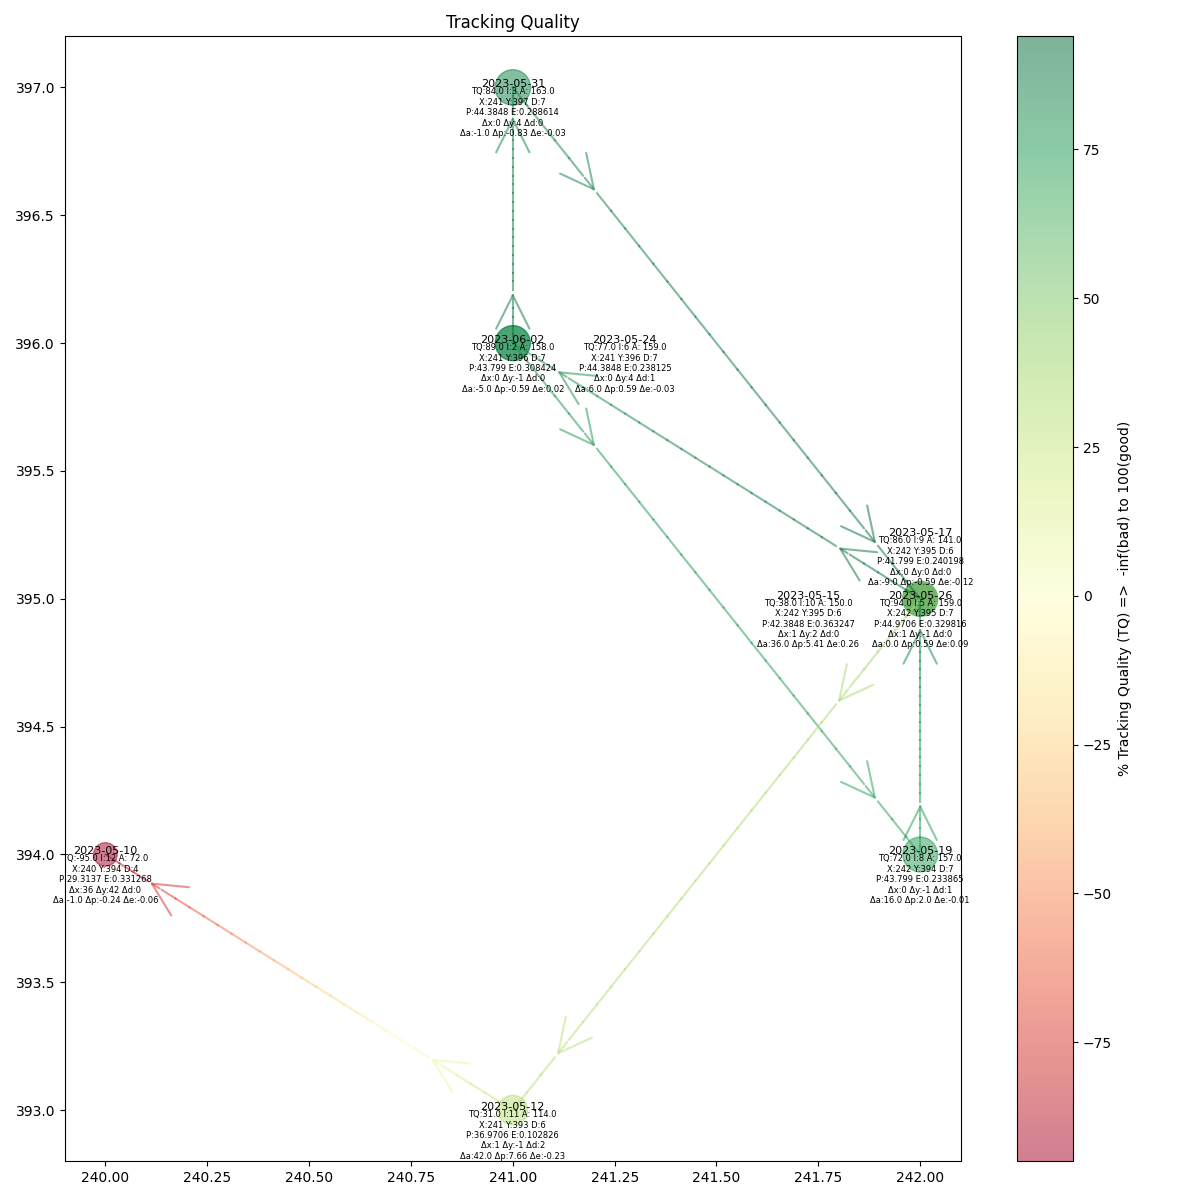 Tracking Quality
397.0
396.5
396.0
395.5
395.0
394.5
394.0
393.5
393.0
240.00
240.25
240.50
240.75
241.00
241.25
241.50
241.75
242.00
2023-05-31
TQ:84.0 I:3 A: 163.0
X:241 Y:397 D:7
P:44.3848 E:0.288614
Δx:0 Δy:4 Δd:0
Δa:-1.0 Δp:-0.83 Δe:-0.03
2023-06-02
TQ:89.0 I:2 A: 158.0
X:241 Y:396 D:7
P:43.799 E:0.308424
Δx:0 Δy:-1 Δd:0
Δa:-5.0 Δp:-0.59 Δe:0.02
2023-05-24
TQ:77.0 I:6 A: 159.0
X:241 Y:396 D:7
P:44.3848 E:0.238125
Δx:0 Δy:4 Δd:1
Δa:6.0 Δp:0.59 Δe:-0.03
2023-05-17
TQ:86.0 I:9 A: 141.0
X:242 Y:395 D:6
P:41.799 E:0.240198
Δx:0 Δy:0 Δd:0
Δa:-9.0 Δp:-0.59 Δe:-0.12
2023-05-15
TQ:38.0 I:10 A: 150.0
X:242 Y:395 D:6
P:42.3848 E:0.363247
Δx:1 Δy:2 Δd:0
Δa:36.0 Δp:5.41 Δe:0.26
2023-05-26
TQ:94.0 I:5 A: 159.0
X:242 Y:395 D:7
P:44.9706 E:0.329816
Δx:1 Δy:-1 Δd:0
Δa:0.0 Δp:0.59 Δe:0.09
2023-05-10
TQ:-95.0 I:12 A: 72.0
X:240 Y:394 D:4
P:29.3137 E:0.331268
Δx:36 Δy:42 Δd:0
Δa:-1.0 Δp:-0.24 Δe:-0.06
2023-05-19
TQ:72.0 I:8 A: 157.0
X:242 Y:394 D:7
P:43.799 E:0.233865
Δx:0 Δy:-1 Δd:1
Δa:16.0 Δp:2.0 Δe:-0.01
2023-05-12
TQ:31.0 I:11 A: 114.0
X:241 Y:393 D:6
P:36.9706 E:0.102826
Δx:1 Δy:-1 Δd:2
Δa:42.0 Δp:7.66 Δe:-0.23
75
50
25
0
−25
−50
−75
% Tracking Quality (TQ) => -inf(bad) to 100(good)